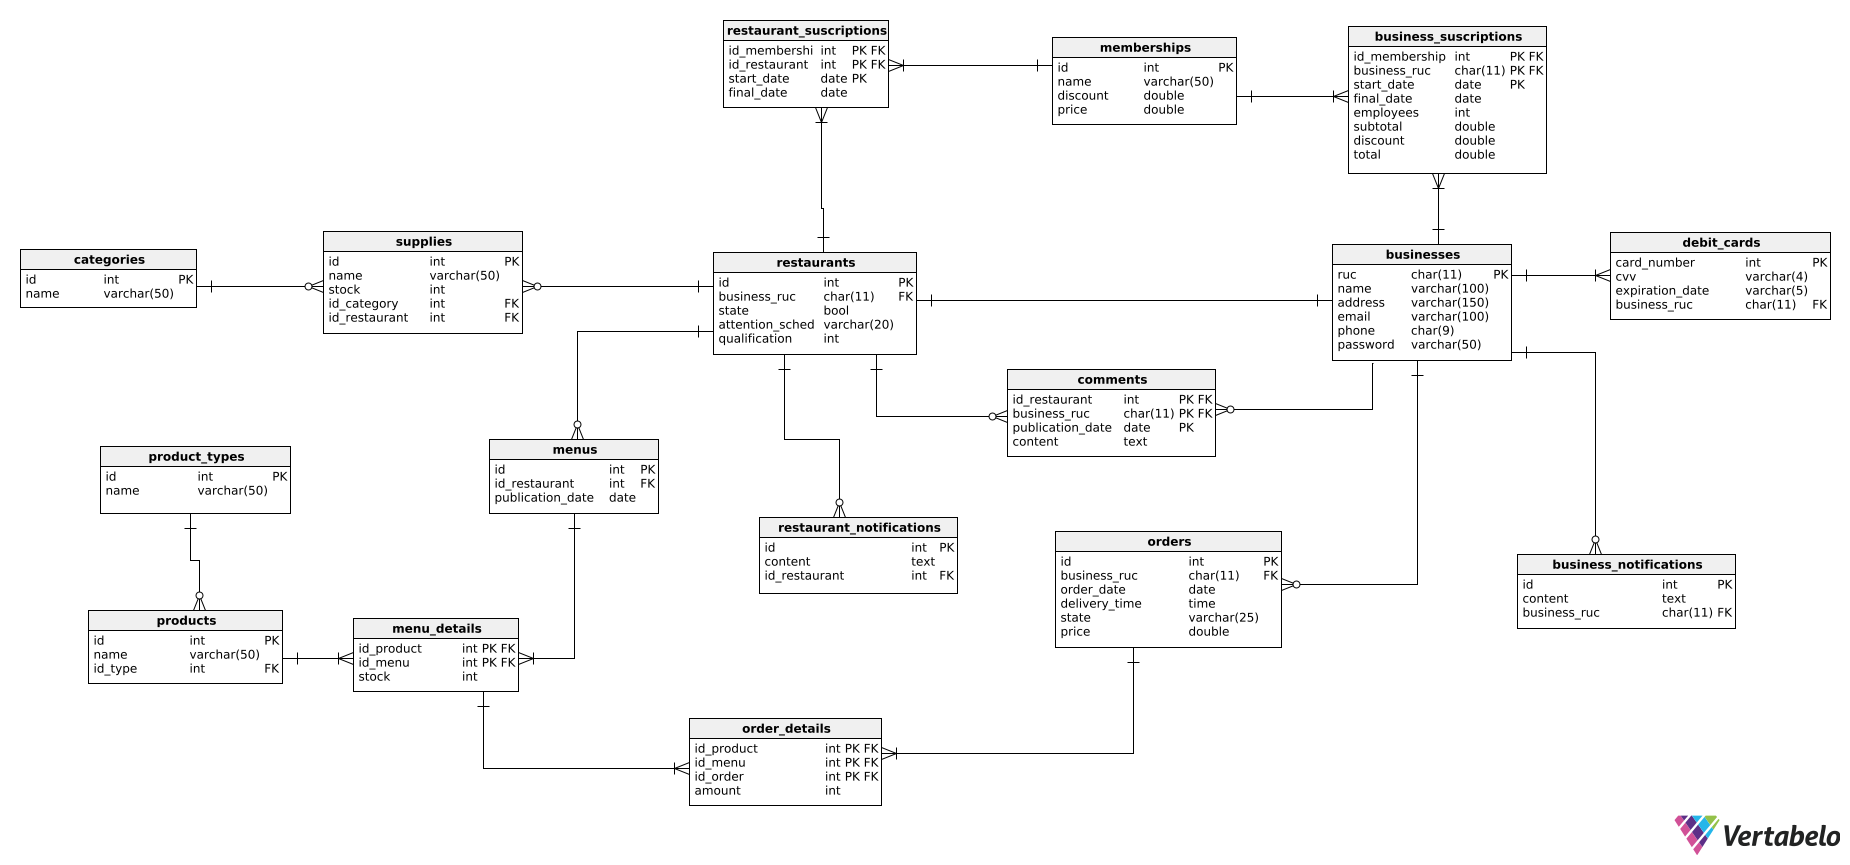 restaurant_suscriptions
id_membershi int PK FK
id_restaurant int PK FK
start_date date PK
final_date date
memberships
id int PK
name varchar(50)
discount double
price double
business_suscriptions
id_membership int PK FK
business_ruc char(11) PK FK
start_date date PK
final_date date
employees int
subtotal double
discount double
total double
categories
id int PK
name varchar(50)
supplies
id int PK
name varchar(50)
stock int
id_category int FK
id_restaurant int FK
restaurants
id int PK
business_ruc char(11) FK
state bool
attention_sched varchar(20)
qualification int
businesses
ruc char(11) PK
name varchar(100)
address varchar(150)
email varchar(100)
phone char(9)
password varchar(50)
debit_cards
card_number int PK
cvv varchar(4)
expiration_date varchar(5)
business_ruc char(11) FK
comments
id_restaurant int PK FK
business_ruc char(11) PK FK
publication_date date PK
content text
product_types
id int PK
name varchar(50)
menus
id int PK
id_restaurant int FK
publication_date date
restaurant_notifications
id int PK
content text
id_restaurant int FK
orders
id int PK
business_ruc char(11) FK
order_date date
delivery_time time
state varchar(25)
price double
business_notifications
id int PK
content text
business_ruc char(11) FK
products
id int PK
name varchar(50)
id_type int FK
menu_details
id_product int PK FK
id_menu int PK FK
stock int
order_details
id_product int PK FK
id_menu int PK FK
id_order int PK FK
amount int
Vertabelo